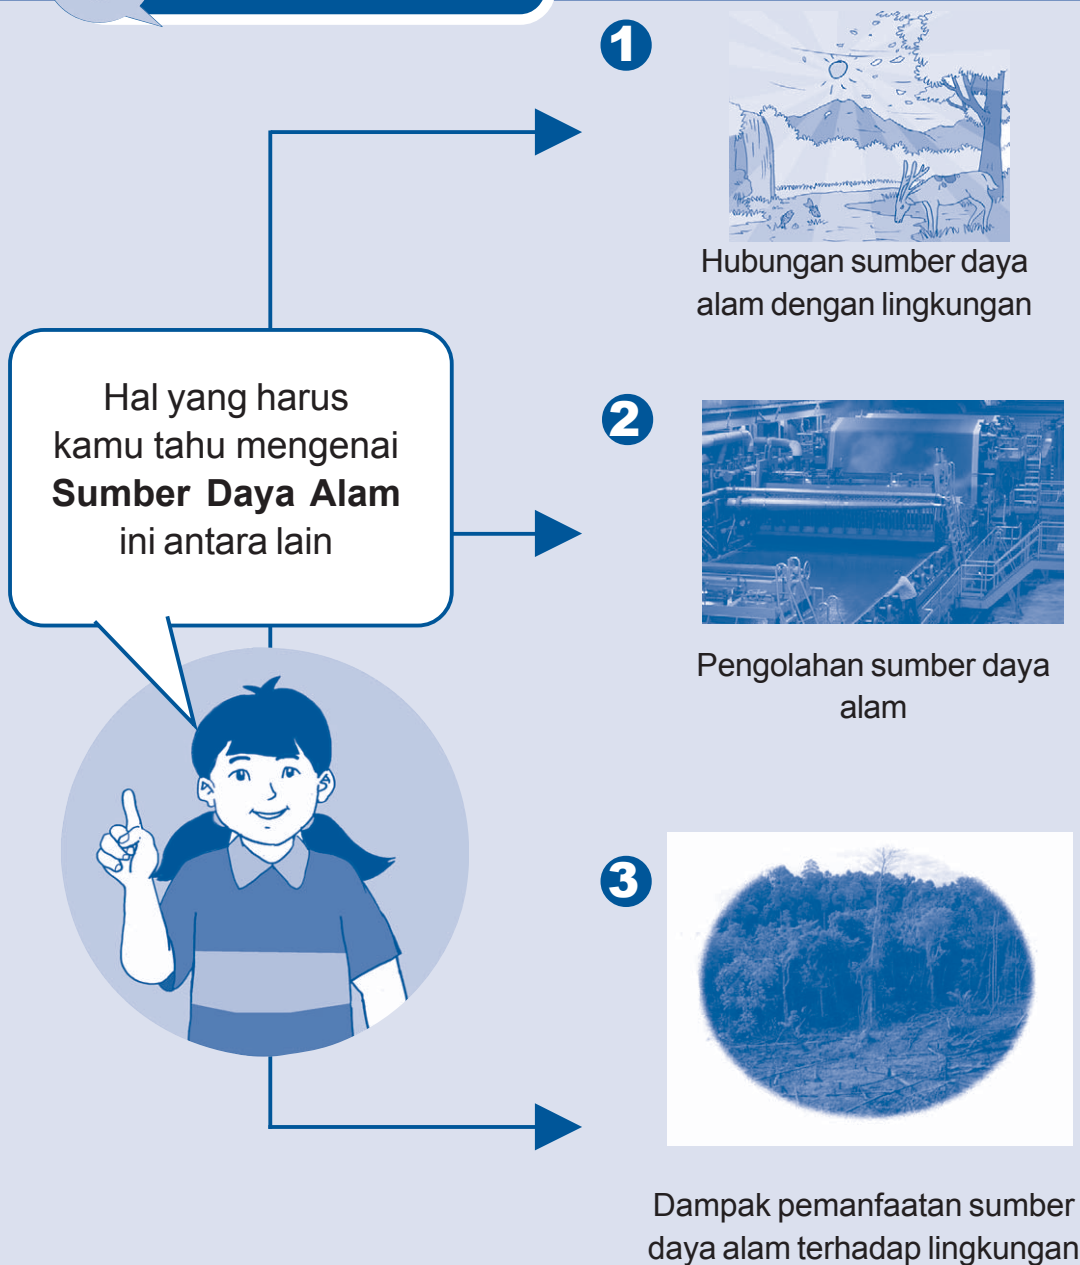 1
Hubungan sumber daya
alam dengan lingkungan
Hal yang harus
kamu tahu mengenai
Sumber Daya Alam
ini antara lain
2
Pengolahan sumber daya
alam
3
Dampak pemanfaatan sumber
daya alam terhadap lingkungan